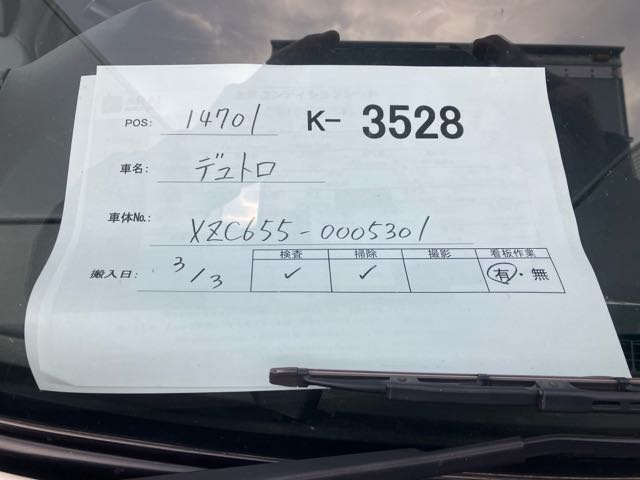 POS: 14701 K- 3528
車名: デュトロ
車体No.: XZC655-0005301
検査 掃除 撮影 看板作業
搬入日: 3/3 ✓ ✓ 有・無